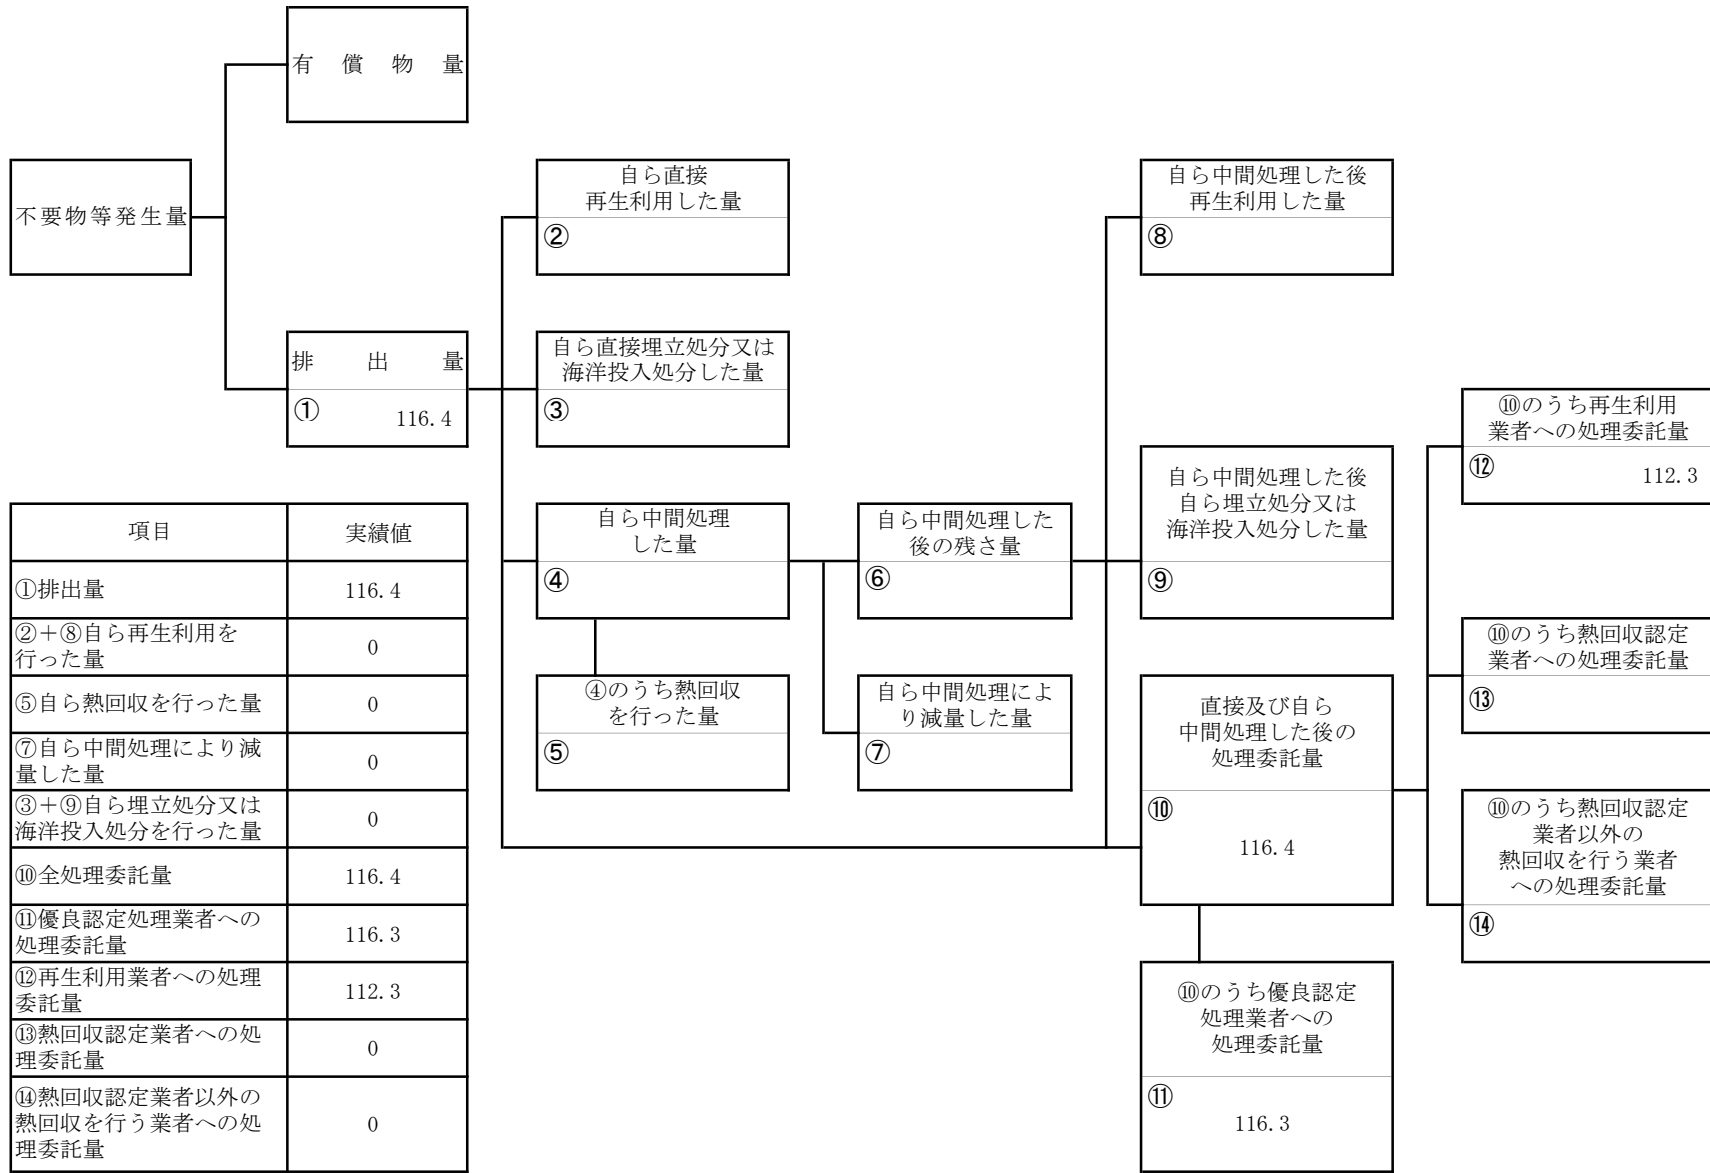 有償物量
不要物等発生量
排出量
① 116.4
自ら直接
再生利用した量
②
自ら直接埋立処分又は
海洋投入処分した量
③
自ら中間処理
した量
④
④のうち熱回収
を行った量
⑤
自ら中間処理した
後の残さ量
⑥
自ら中間処理によ
り減量した量
⑦
自ら中間処理した後
再生利用した量
⑧
自ら中間処理した後
自ら埋立処分又は
海洋投入処分した量
⑨
直接及び自ら
中間処理した後の
処理委託量
⑩
116.4
⑩のうち優良認定
処理業者への
処理委託量
⑪
116.3
⑩のうち再生利用
業者への処理委託量
⑫
112.3
⑩のうち熱回収認定
業者への処理委託量
⑬
⑩のうち熱回収認定
業者以外の
熱回収を行う業者
への処理委託量
⑭
項目 実績値
①排出量 116.4
②＋⑧自ら再生利用を
行った量 0
⑤自ら熱回収を行った量 0
⑦自ら中間処理により減
量した量 0
③＋⑨自ら埋立処分又は
海洋投入処分を行った量 0
⑩全処理委託量 116.4
⑪優良認定処理業者への
処理委託量 116.3
⑫再生利用業者への処理
委託量 112.3
⑬熱回収認定業者への処
理委託量 0
⑭熱回収認定業者以外の
熱回収を行う業者への処
理委託量 0